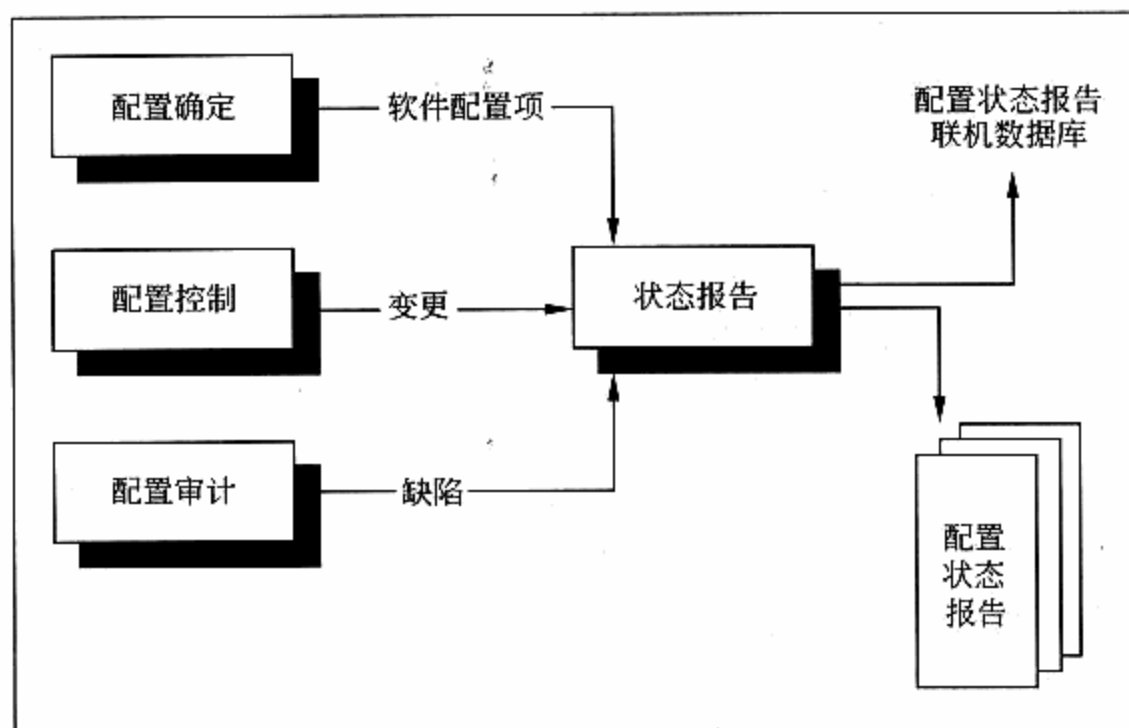 配置确定
软件配置项
配置状态报告
联机数据库
配置控制
变更
状态报告
配置审计
缺陷
配置
状态
报告